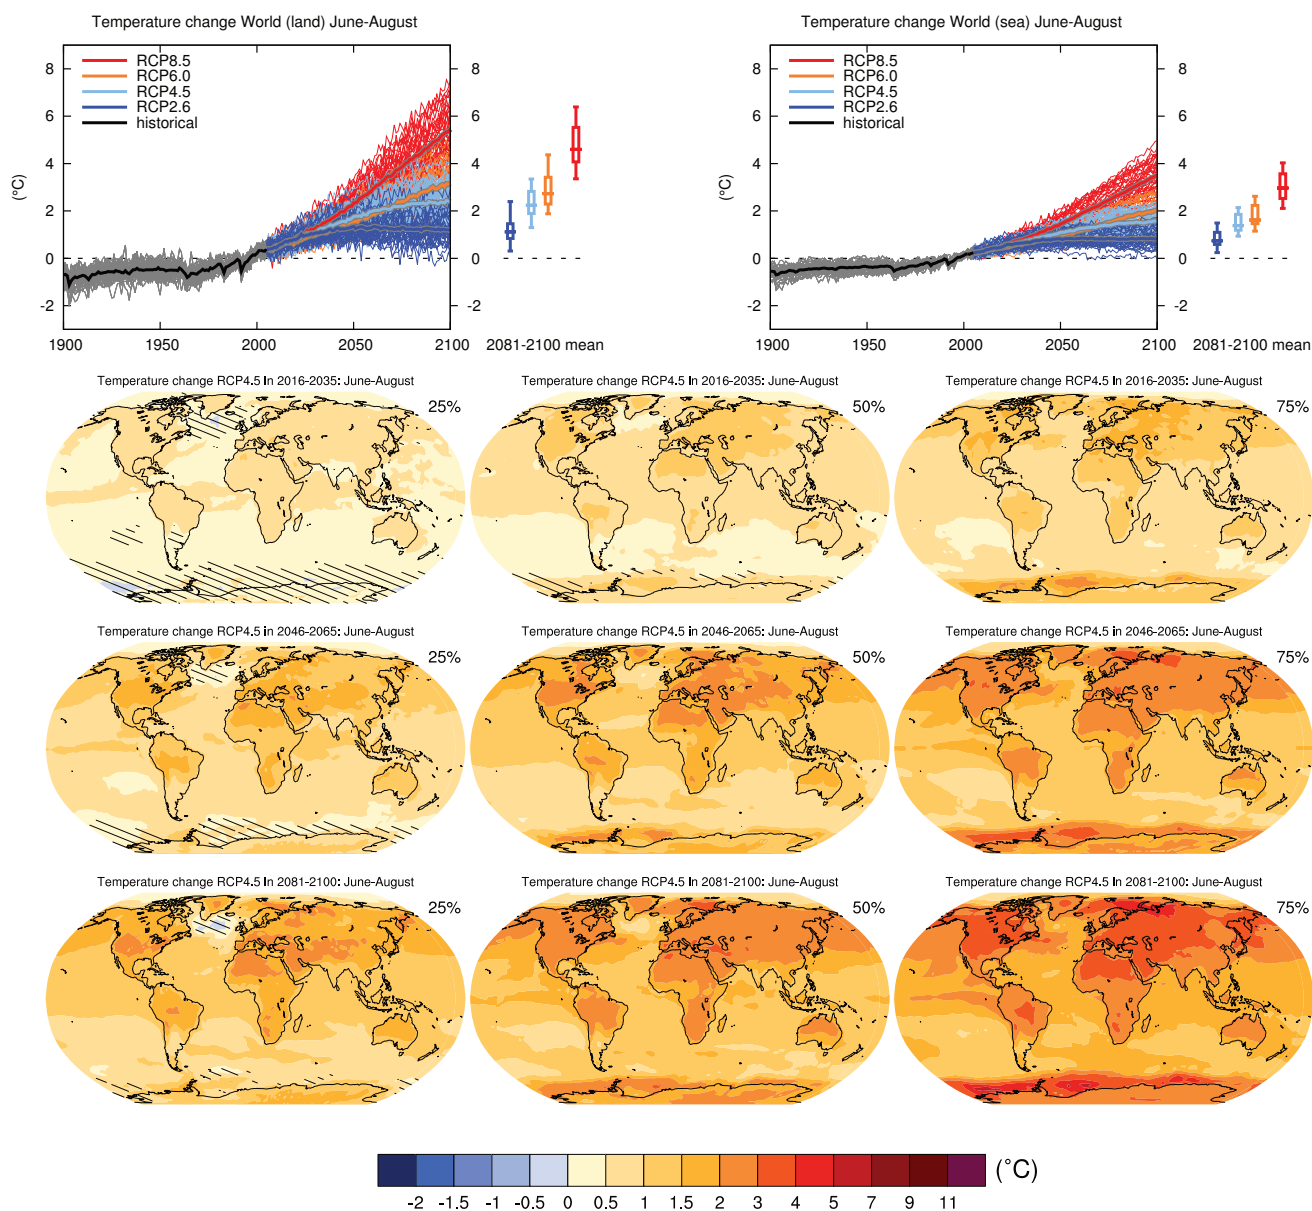 Temperature change World (land) June-August
Temperature change World (sea) June-August
RCP8.5
RCP6.0
RCP4.5
RCP2.6
historical
(°C)
8
6
4
2
0
-2
8
6
4
2
0
-2
1900
1950
2000
2050
2100
2081-2100 mean
RCP8.5
RCP6.0
RCP4.5
RCP2.6
historical
(°C)
8
6
4
2
0
-2
8
6
4
2
0
-2
1900
1950
2000
2050
2100
2081-2100 mean
Temperature change RCP4.5 in 2016-2035: June-August
25%
Temperature change RCP4.5 in 2016-2035: June-August
50%
Temperature change RCP4.5 in 2016-2035: June-August
75%
Temperature change RCP4.5 in 2046-2065: June-August
25%
Temperature change RCP4.5 in 2046-2065: June-August
50%
Temperature change RCP4.5 in 2046-2065: June-August
75%
Temperature change RCP4.5 in 2081-2100: June-August
25%
Temperature change RCP4.5 in 2081-2100: June-August
50%
Temperature change RCP4.5 in 2081-2100: June-August
75%
(°C)
-2 -1.5 -1 -0.5 0 0.5 1 1.5 2 3 4 5 7 9 11